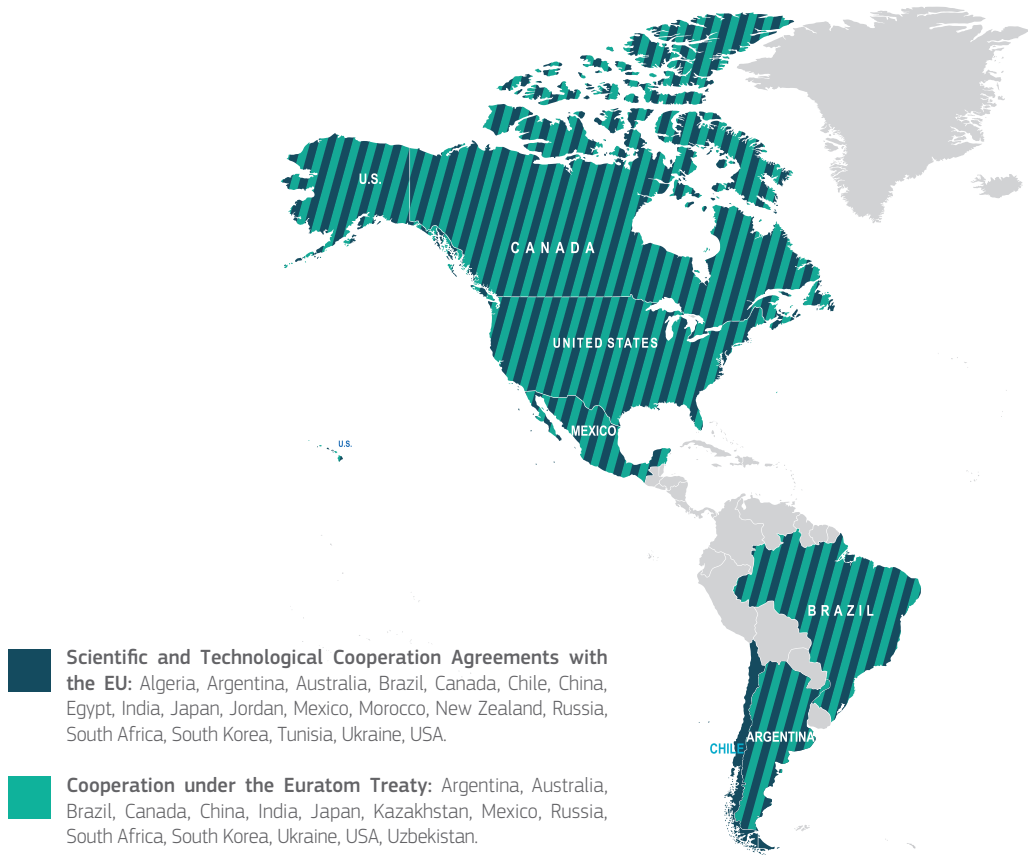 U.S.
CANADA
UNITED STATES
MEXICO
U.S.
BRAZIL
Scientific and Technological Cooperation Agreements with
the EU: Algeria, Argentina, Australia, Brazil, Canada, Chile, China,
Egypt, India, Japan, Jordan, Mexico, Morocco, New Zealand, Russia,
South Africa, South Korea, Tunisia, Ukraine, USA.
ARGENTINA
CHILE
Cooperation under the Euratom Treaty: Argentina, Australia,
Brazil, Canada, China, India, Japan, Kazakhstan, Mexico, Russia,
South Africa, South Korea, Ukraine, USA, Uzbekistan.